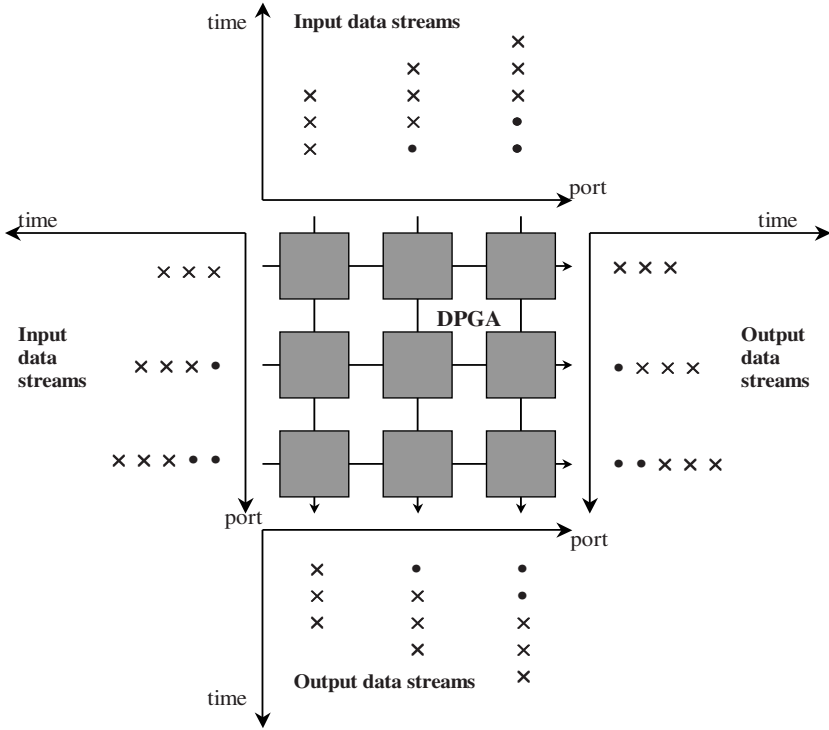 time
Input data streams
port
time
time
DPGA
Input
data
streams
Output
data
streams
port
port
time
Output data streams